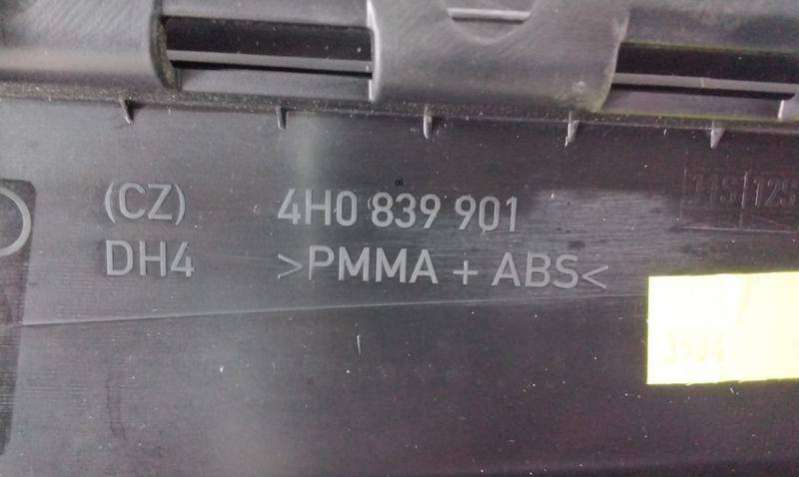 (CZ) 4H0 839 901
DH4 >PMMA + ABS<